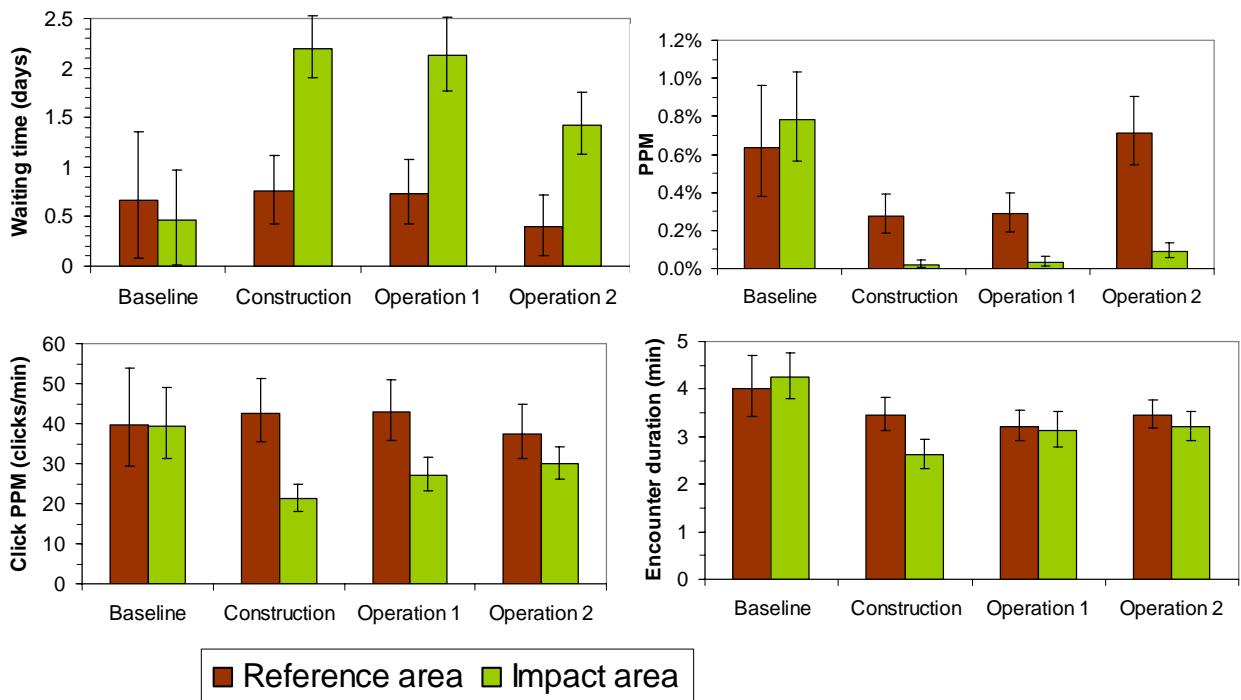 Waiting time (days)
2.5
2
1.5
1
0.5
0
Baseline Construction Operation 1 Operation 2
PPM
1.2%
1.0%
0.8%
0.6%
0.4%
0.2%
0.0%
Baseline Construction Operation 1 Operation 2
Click PPM (clicks/min)
60
50
40
30
20
10
0
Baseline Construction Operation 1 Operation 2
Encounter duration (min)
5
4
3
2
1
0
Baseline Construction Operation 1 Operation 2
Reference area Impact area